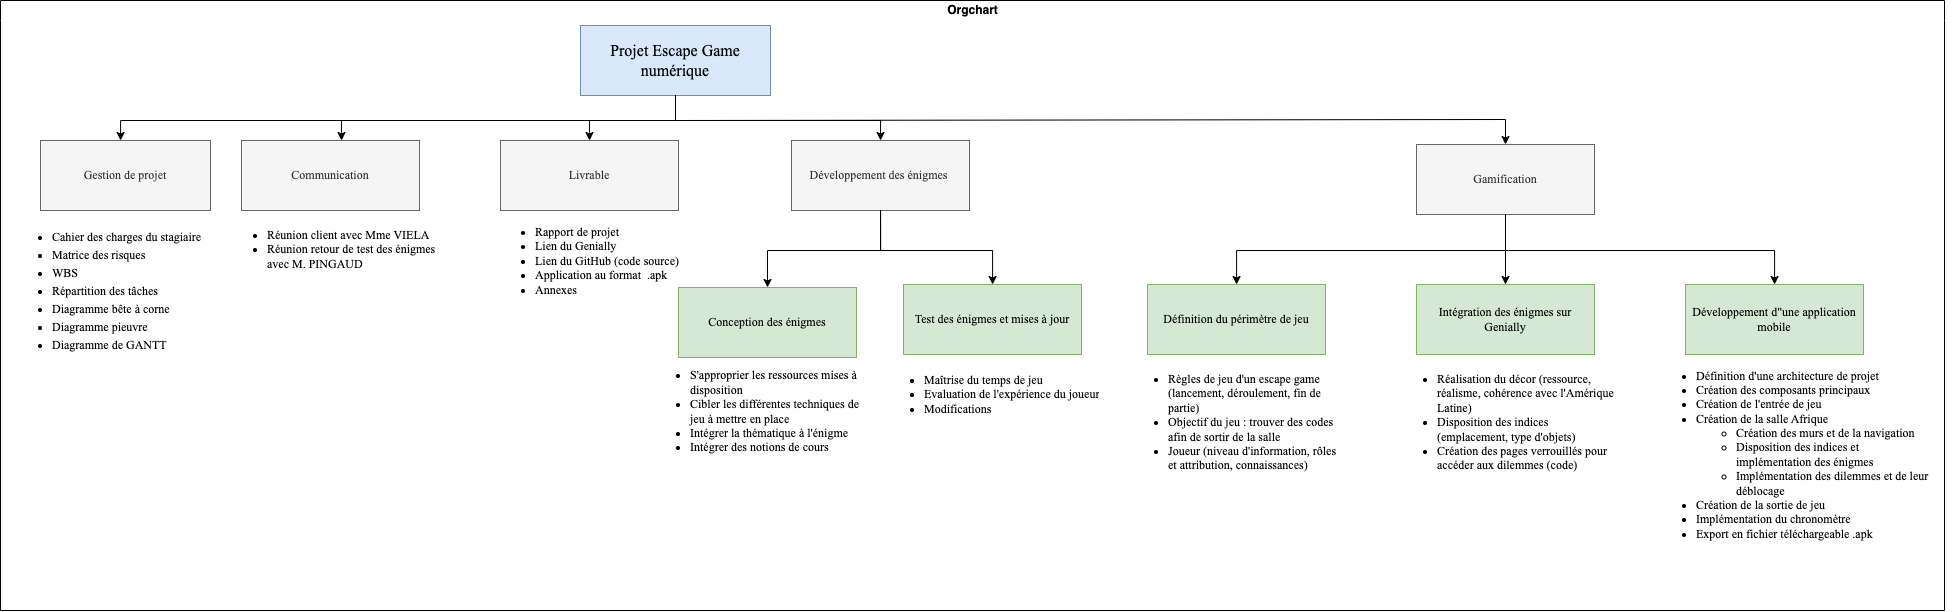 Orgchart
Projet Escape Game
numérique
Gestion de projet
Communication
Livrable
Développement des énigmes
Gamification
Cahier des charges du stagiaire
Matrice des risques
WBS
Répartition des tâches
Diagramme bête à corne
Diagramme pieuvre
Diagramme de GANTT
Réunion client avec Mme VIELA
Réunion retour de test des énigmes
avec M. PINGAUD
Rapport de projet
Lien du Genially
Lien du GitHub (code source)
Application au format .apk
Annexes
Conception des énigmes
Test des énigmes et mises à jour
Définition du périmètre de jeu
Intégration des énigmes sur
Genially
Développement d"une application
mobile
S'approprier les ressources mises à
disposition
Cibler les différentes techniques de
jeu à mettre en place
Intégrer la thématique à l'énigme
Intégrer des notions de cours
Maîtrise du temps de jeu
Evaluation de l'expérience du joueur
Modifications
Règles de jeu d'un escape game
(lancement, déroulement, fin de
partie)
Objectif du jeu : trouver des codes
afin de sortir de la salle
Joueur (niveau d'information, rôles
et attribution, connaissances)
Réalisation du décor (ressource,
réalisme, cohérence avec l'Amérique
Latine)
Disposition des indices
(emplacement, type d'objets)
Création des pages verrouillés pour
accéder aux dilemmes (code)
Définition d'une architecture de projet
Création des composants principaux
Création de l'entrée de jeu
Création de la salle Afrique
Création des murs et de la navigation
Disposition des indices et
implémentation des énigmes
Implémentation des dilemmes et de leur
déblocage
Création de la sortie de jeu
Implémentation du chronomètre
Export en fichier téléchargeable .apk